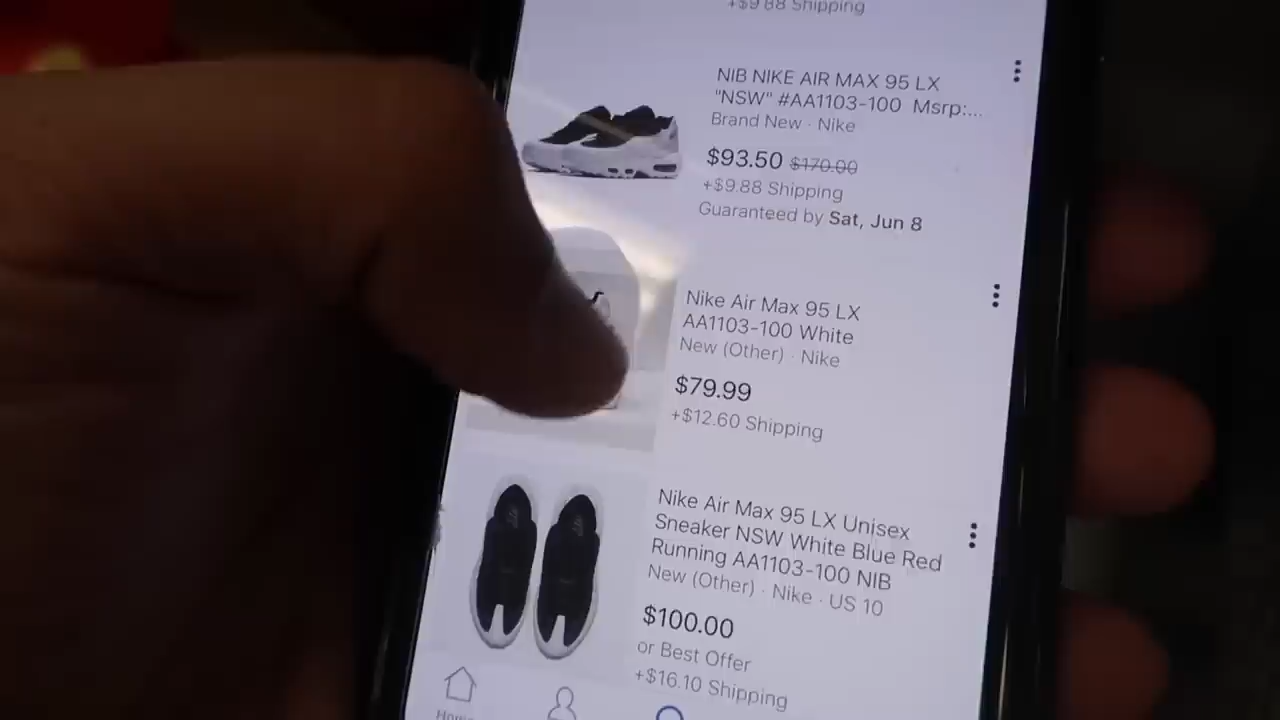 +$9.88 Shipping
NIB NIKE AIR MAX 95 LX
"NSW" #AA1103-100 Msrp:...
Brand New · Nike
$93.50 $170.00
+$9.88 Shipping
Guaranteed by Sat, Jun 8
Nike Air Max 95 LX
AA1103-100 White
New (Other) · Nike
$79.99
+$12.60 Shipping
Nike Air Max 95 LX Unisex
Sneaker NSW White Blue Red
Running AA1103-100 NIB
New (Other) · Nike · US 10
$100.00
or Best Offer
+$16.10 Shipping
Home